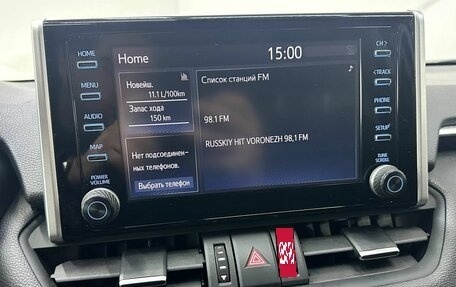 HOME
MENU
AUDIO
MAP
POWER
VOLUME
Home
15:00
Новейш.
11.1 L/100km
Запас хода
150 km
Нет подсоединен-
ных телефонов.
Выбрать телефон
Список станций FM
98.1 FM
RUSSKIY HIT VORONEZH 98,1 FM
CH >
< TRACK
PHONE
SETUP
TUNE
SCROLL